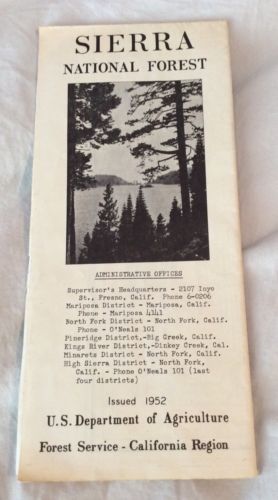 SIERRA
NATIONAL FOREST
ADMINISTRATIVE OFFICES
Supervisor's Headquarters - 2107 Inyo
St., Fresno, Calif. Phone 6-0206
Mariposa District - Mariposa, Calif.
Phone - Mariposa 4441
North Fork District - North Fork, Calif.
Phone - O'Neals 101
Pineridge District,-Big Creek, Calif.
Kings River District,-Dinkey Creek, Cal.
Minarets District - North Fork, Calif.
High Sierra District - North Fork,
Calif. - Phone O'Neals 101 (last
four districts)
Issued 1952
U.S. Department of Agriculture
Forest Service - California Region